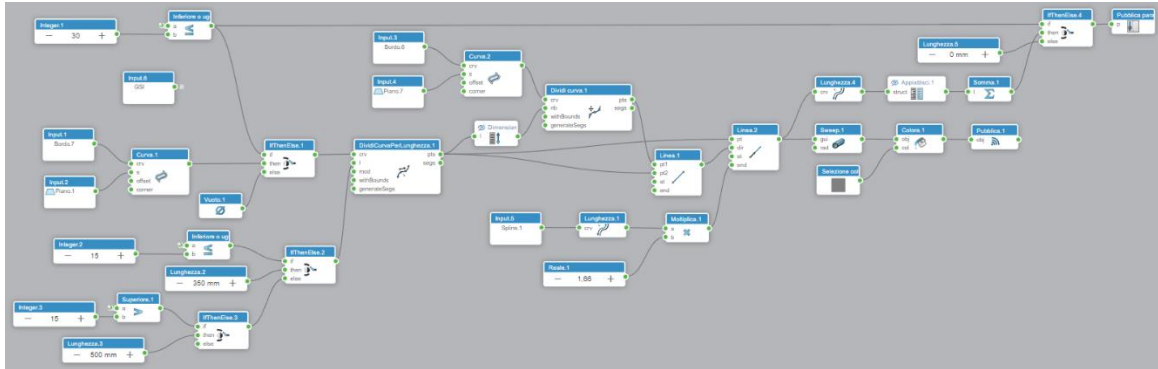 Integer.1
30
Inferiore o ug
a
b
Input.6
GSI
Input.1
Bordo.7
Input.2
Piano.1
Curva.1
crv
s
offset
corner
IfThenElse.1
if
then
else
Vuoto.1
DividiCurvePerLunghezza.1
crv
l
mod
withBounds
generateSegs
pts
segs
Integer.2
15
Inferiore o ug
a
b
Lunghezza.2
350 mm
IfThenElse.2
if
then
else
Integer.3
15
Superiore.1
a
b
Lunghezza.3
500 mm
IfThenElse.3
if
then
else
Input.3
Bordo.8
Input.4
Piano.7
Curva.2
crv
s
offset
corner
Dimension
Dividi curva.1
crv
nb
withBounds
generateSegs
pts
segs
Input.5
Spline.1
Lunghezza.1
crv
Multiplica.1
a
b
Reale.1
1.66
Linea.1
pt1
pt2
st
end
Linea.2
pt
dir
st
end
Lunghezza.4
crv
Appiattisci.1
struct
Somma.1
Sweep.1
gui
rad
Colora.1
obj
col
Pubblica.1
obj
Selezione col
Lunghezza.5
0 mm
IfThenElse.4
if
then
else
Pubblica para
p